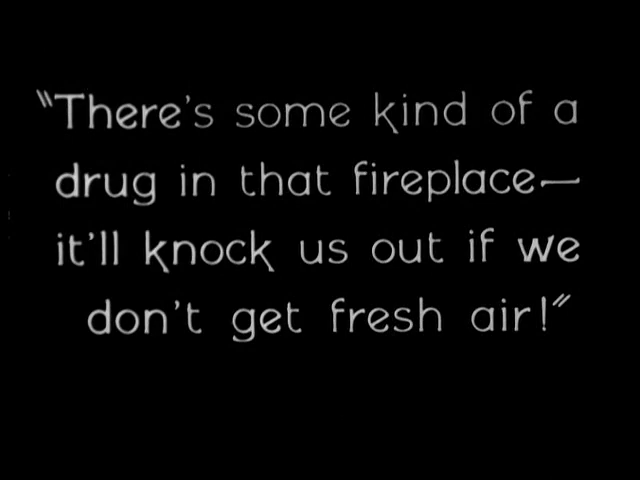 "There's some kind of a
drug in that fireplace—
it'll knock us out if we
don't get fresh air!"